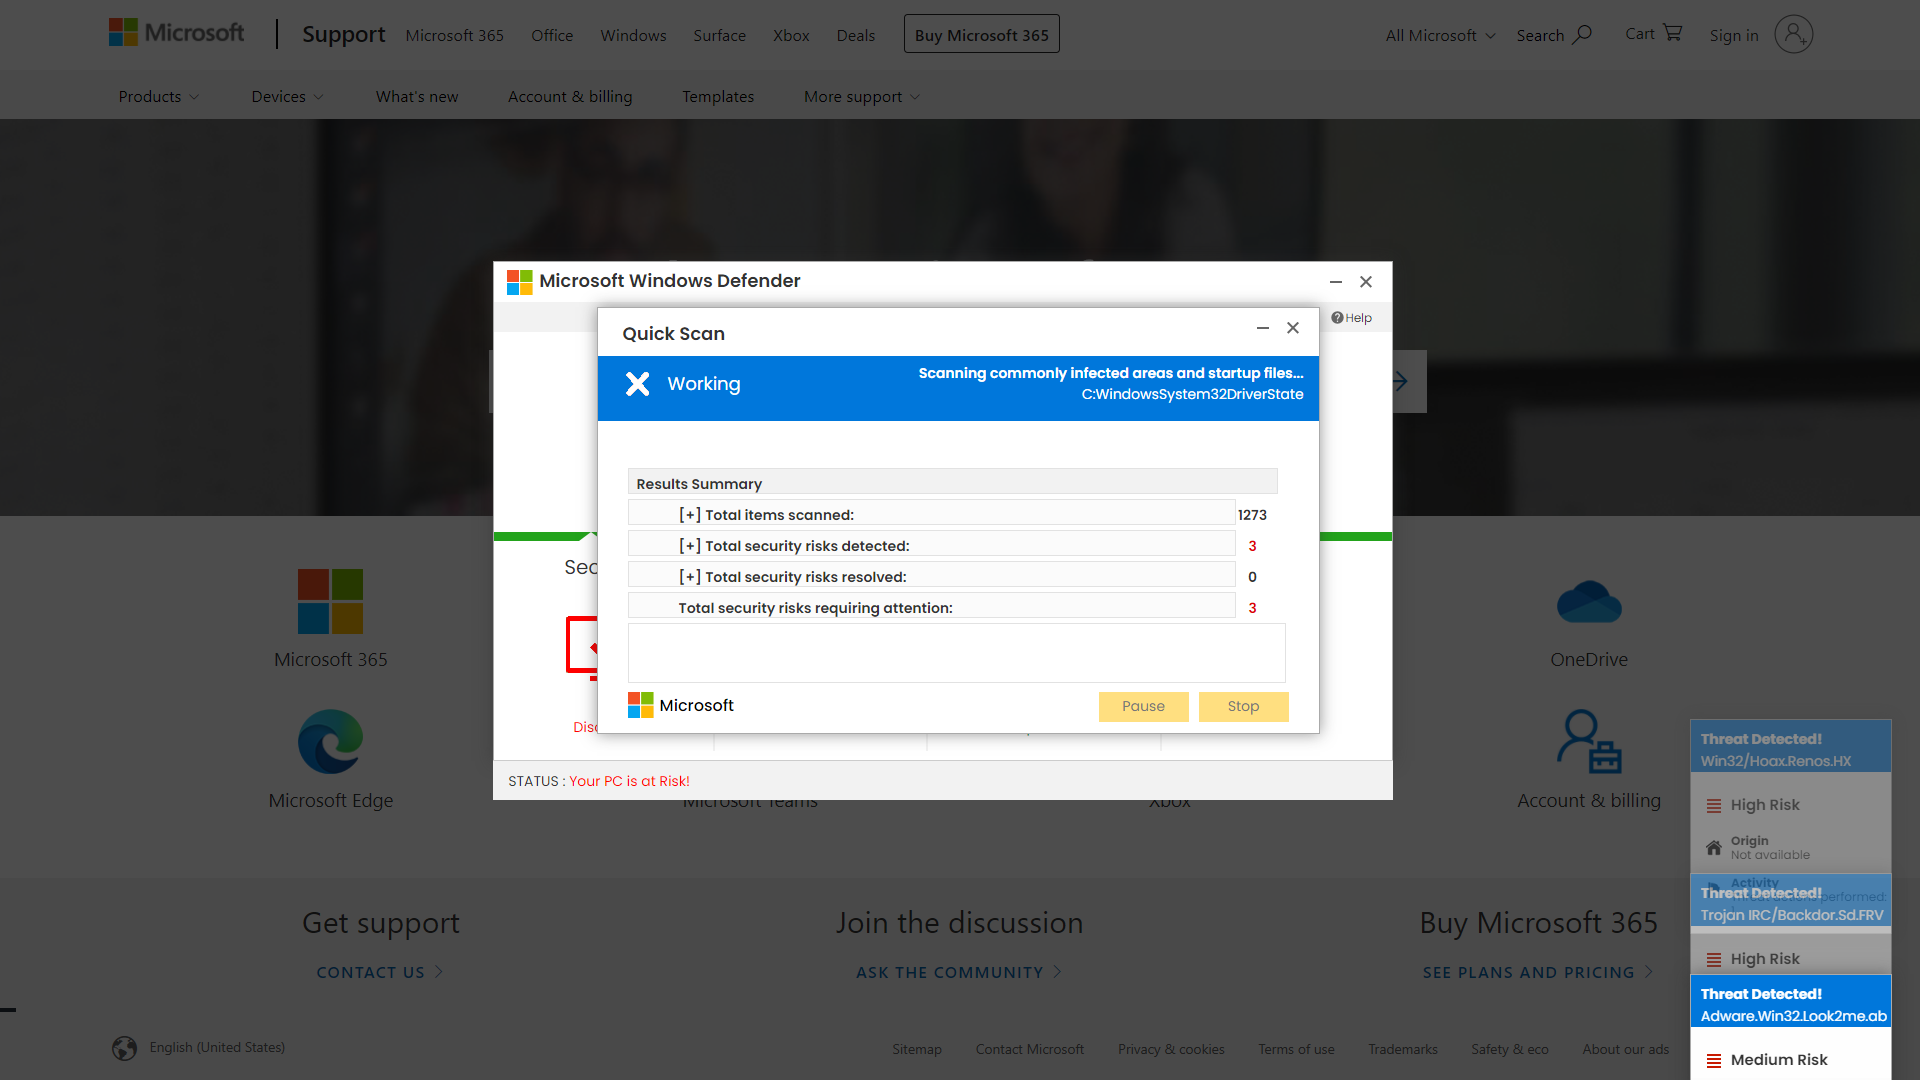 Microsoft
Support
Microsoft 365
Office
Windows
Surface
Xbox
Deals
Buy Microsoft 365
All Microsoft
Search
Cart
Sign in
Products
Devices
What's new
Account & billing
Templates
More support
Microsoft Windows Defender
Help
Quick Scan
Working
Scanning commonly infected areas and startup files...
C:WindowsSystem32DriverState
Results Summary
[+] Total items scanned: 1273
[+] Total security risks detected: 3
[+] Total security risks resolved: 0
Total security risks requiring attention: 3
Microsoft
Pause
Stop
STATUS : Your PC is at Risk!
Microsoft 365
OneDrive
Microsoft Edge
Microsoft Teams
Xbox
Account & billing
Threat Detected!
Win32/Hoax.Renos.HX
High Risk
Origin
Not available
Activity
Threat Detected!
Trojan IRC/Backdor.Sd.FRV
High Risk
Threat Detected!
Adware.Win32.Look2me.ab
Medium Risk
Get support
CONTACT US
Join the discussion
ASK THE COMMUNITY
Buy Microsoft 365
SEE PLANS AND PRICING
English (United States)
Sitemap
Contact Microsoft
Privacy & cookies
Terms of use
Trademarks
Safety & eco
About our ads